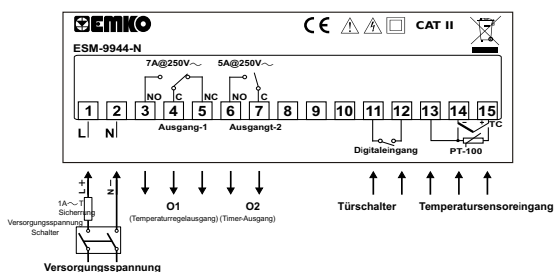 EMKO
CE CAT II
ESM-9944-N
7A@250V～ 5A@250V～
NO C NC NO C
1 2 3 4 5 6 7 8 9 10 11 12 13 14 15
TC
L N
Ausgang-1 Ausgangt-2
− +
Digitaleingang
PT-100
L+ N−
1A～ T
Sicherung
Versorgungsspannung
Schalter
O1 O2
(Temperaturregelausgang) (Timer-Ausgang)
Türschalter Temperatursensoreingang
Versorgungsspannung